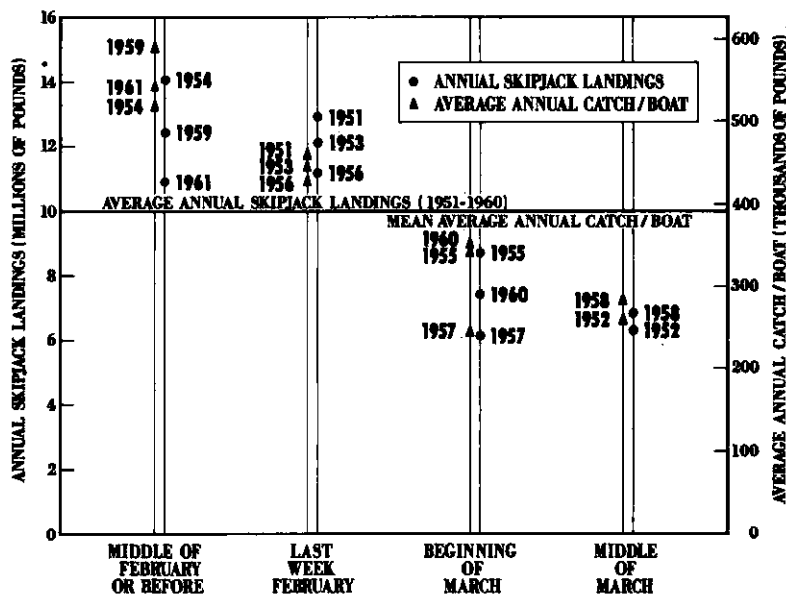 ANNUAL SKIPJACK LANDINGS (MILLIONS OF POUNDS)
16
14
12
10
8
6
4
2
0
1959
1961
1954
1954
1959
1961
1951
1953
1956
1951
1953
1956
● ANNUAL SKIPJACK LANDINGS
▲ AVERAGE ANNUAL CATCH/BOAT
AVERAGE ANNUAL SKIPJACK LANDINGS (1951-1960)
MEAN AVERAGE ANNUAL CATCH/BOAT
1960
1955
1957
1955
1960
1957
1958
1952
1958
1952
600
500
400
300
200
100
0
AVERAGE ANNUAL CATCH/BOAT (THOUSANDS OF POUNDS)
MIDDLE OF
FEBRUARY
OR BEFORE
LAST
WEEK
FEBRUARY
BEGINNING
OF
MARCH
MIDDLE
OF
MARCH